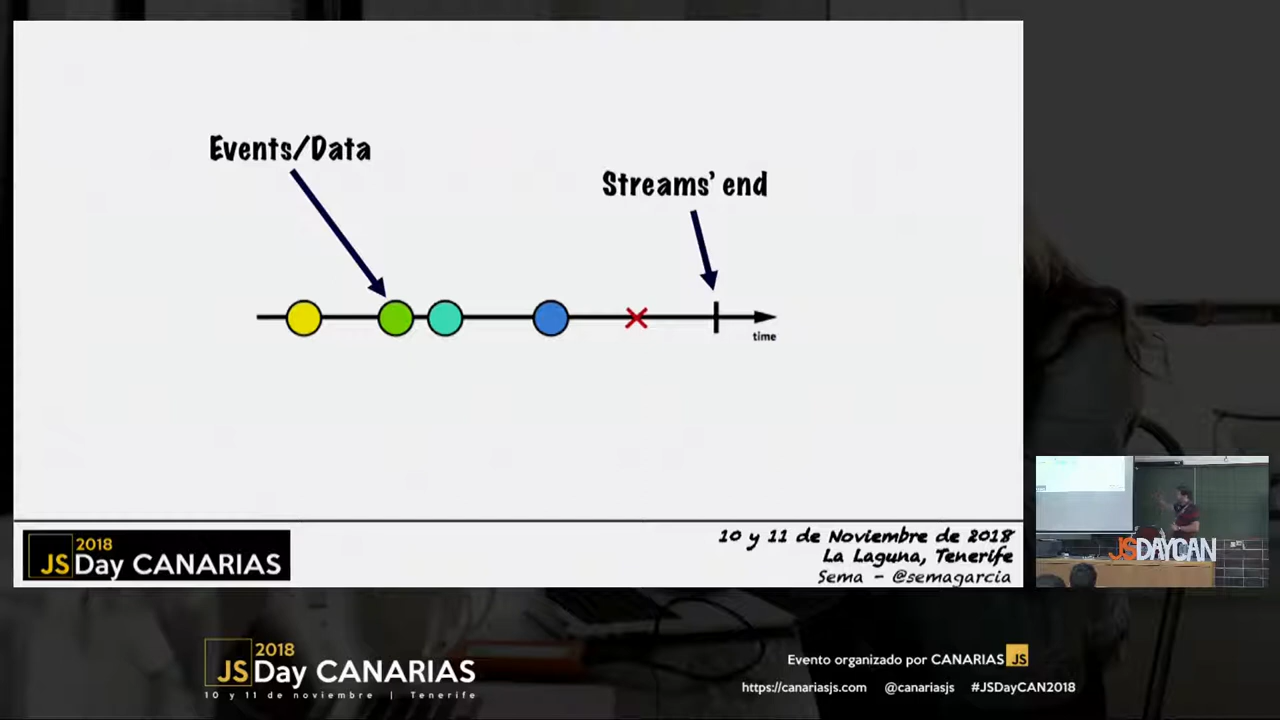 Events/Data
Streams' end
time
2018
JS Day CANARIAS
10 y 11 de Noviembre de 2018
La Laguna, Tenerife
Sema - @semagarcia
JSDAYCAN
2018
JS Day CANARIAS
10 y 11 de noviembre | Tenerife
Evento organizado por CANARIAS JS
https://canariasjs.com @canariasjs #JSDayCAN2018